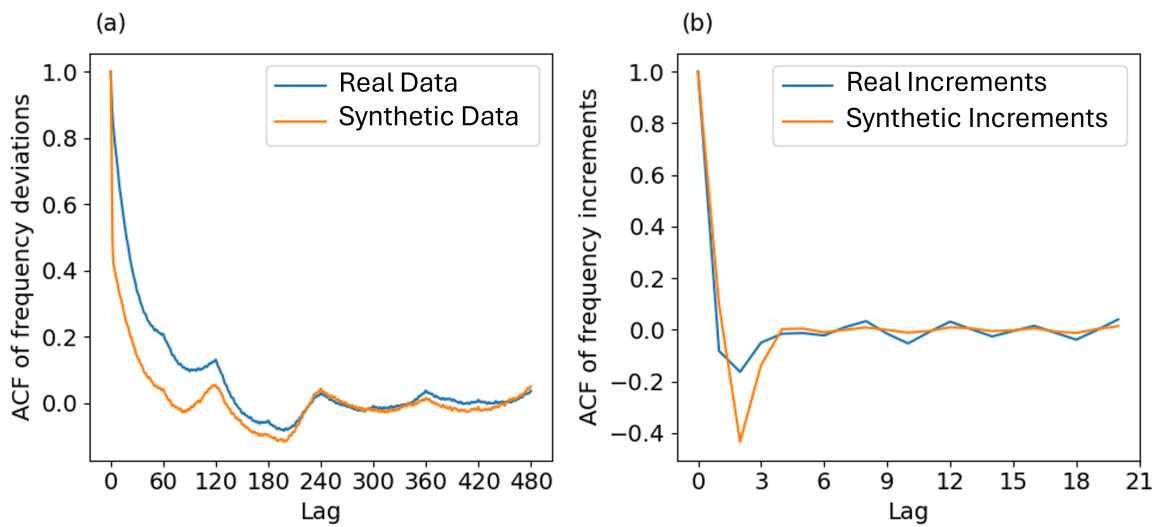 (a)
ACF of frequency deviations
1.0
0.8
0.6
0.4
0.2
0.0
Real Data
Synthetic Data
0 60 120 180 240 300 360 420 480
Lag
(b)
ACF of frequency increments
1.0
0.8
0.6
0.4
0.2
0.0
−0.2
−0.4
Real Increments
Synthetic Increments
0 3 6 9 12 15 18 21
Lag